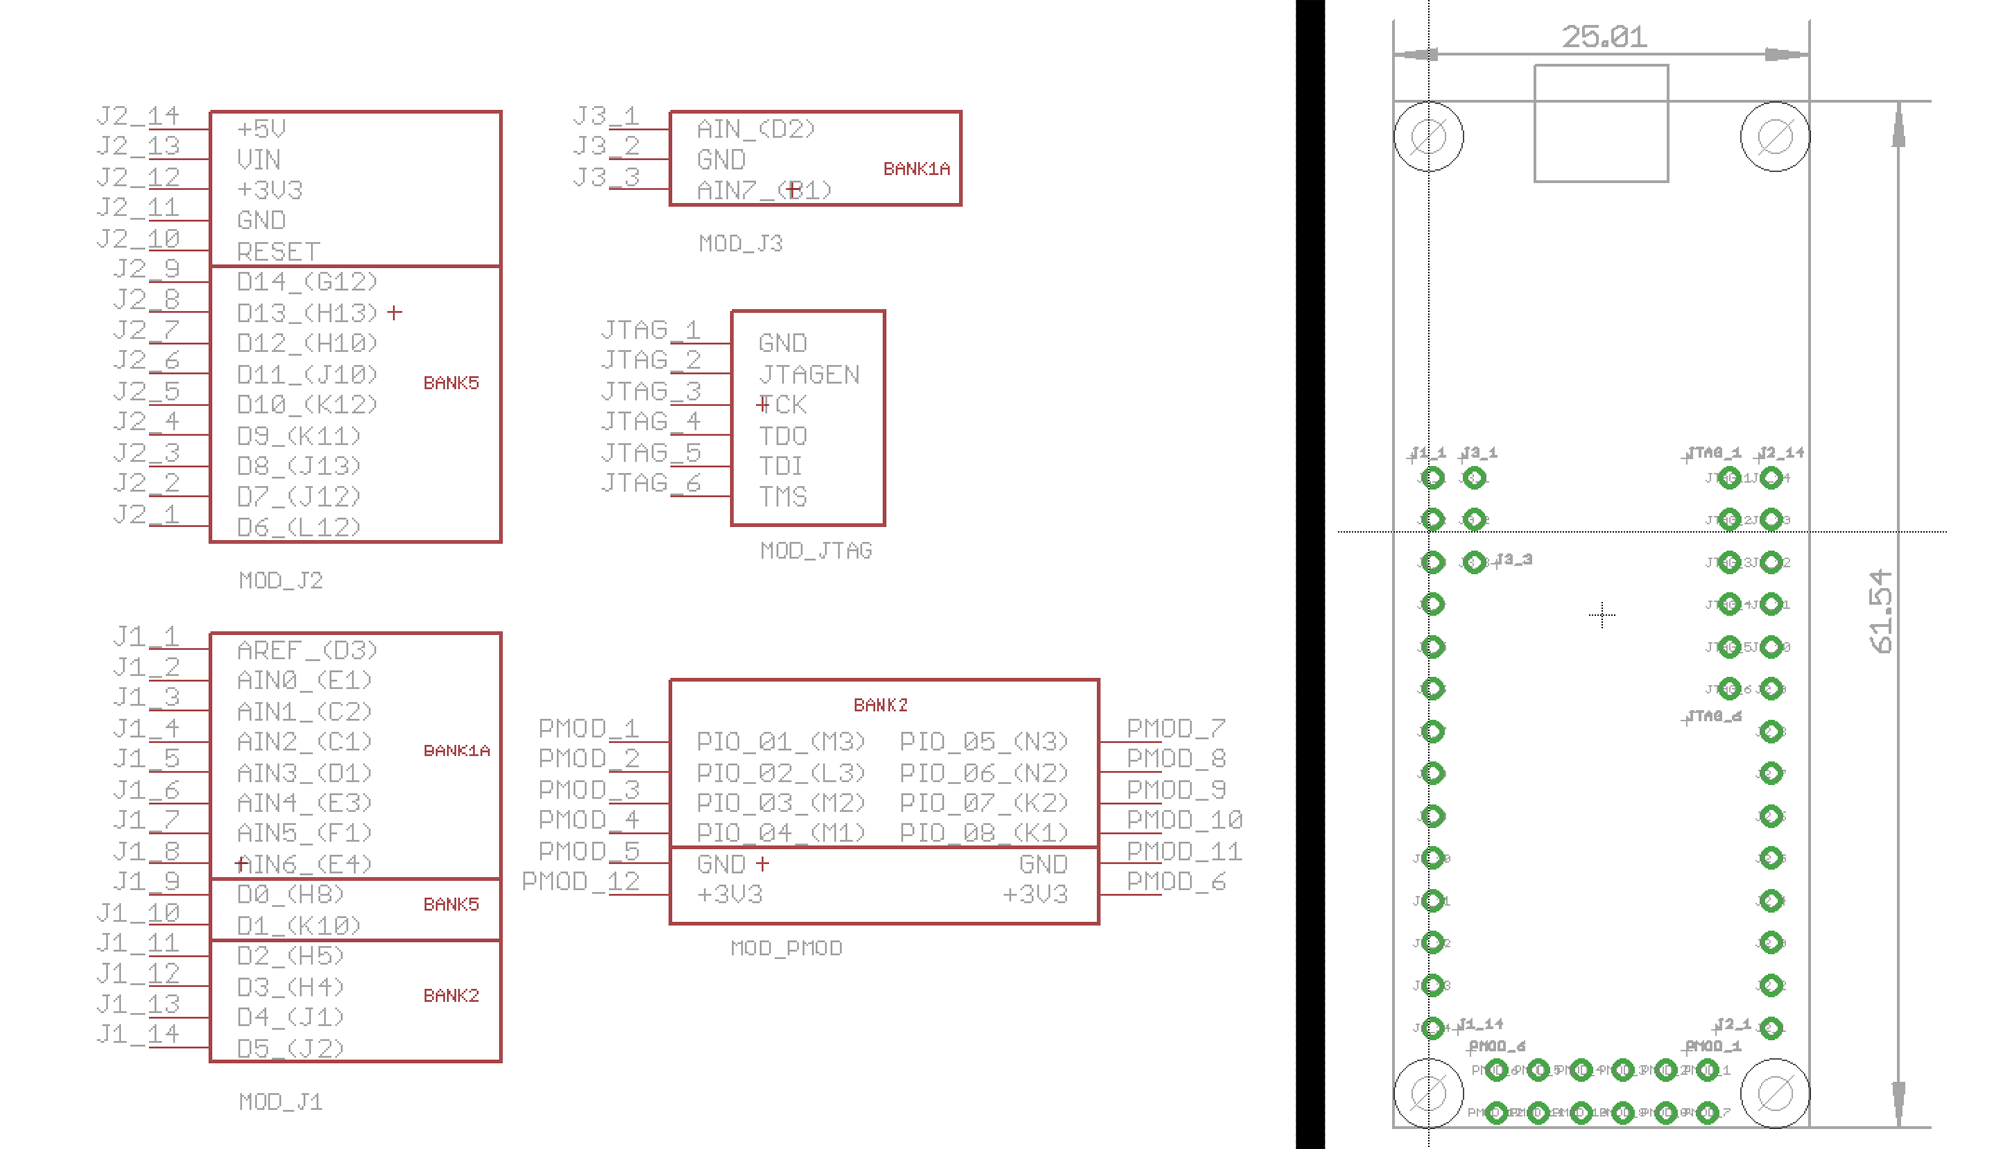 J2_14 +5V
J2_13 VIN
J2_12 +3V3
J2_11 GND
J2_10 RESET
J2_9 D14_(G12)
J2_8 D13_(H13)
J2_7 D12_(H10)
J2_6 D11_(J10)
BANK5
J2_5 D10_(K12)
J2_4 D9_(K11)
J2_3 D8_(J13)
J2_2 D7_(J12)
J2_1 D6_(L12)
MOD_J2
J1_1 AREF_(D3)
J1_2 AIN0_(E1)
J1_3 AIN1_(C2)
J1_4 AIN2_(C1)
BANK1A
J1_5 AIN3_(D1)
J1_6 AIN4_(E3)
J1_7 AIN5_(F1)
J1_8 AIN6_(E4)
J1_9 D0_(H8)
BANK5
J1_10 D1_(K10)
J1_11 D2_(H5)
J1_12 D3_(H4)
BANK2
J1_13 D4_(J1)
J1_14 D5_(J2)
MOD_J1
J3_1 AIN_(D2)
J3_2 GND
BANK1A
J3_3 AIN7_(B1)
MOD_J3
JTAG_1 GND
JTAG_2 JTAGEN
JTAG_3 TCK
JTAG_4 TDO
JTAG_5 TDI
JTAG_6 TMS
MOD_JTAG
BANK2
PMOD_1 PIO_01_(M3) PIO_05_(N3) PMOD_7
PMOD_2 PIO_02_(L3) PIO_06_(N2) PMOD_8
PMOD_3 PIO_03_(M2) PIO_07_(K2) PMOD_9
PMOD_4 PIO_04_(M1) PIO_08_(K1) PMOD_10
PMOD_5 GND GND PMOD_11
PMOD_12 +3V3 +3V3 PMOD_6
MOD_PMOD
25.01
61.54
J1_1 J3_1 JTAG_1 J2_14
J3_3
JTAG_6
J1_14 J2_1
PMOD_6 PMOD_1